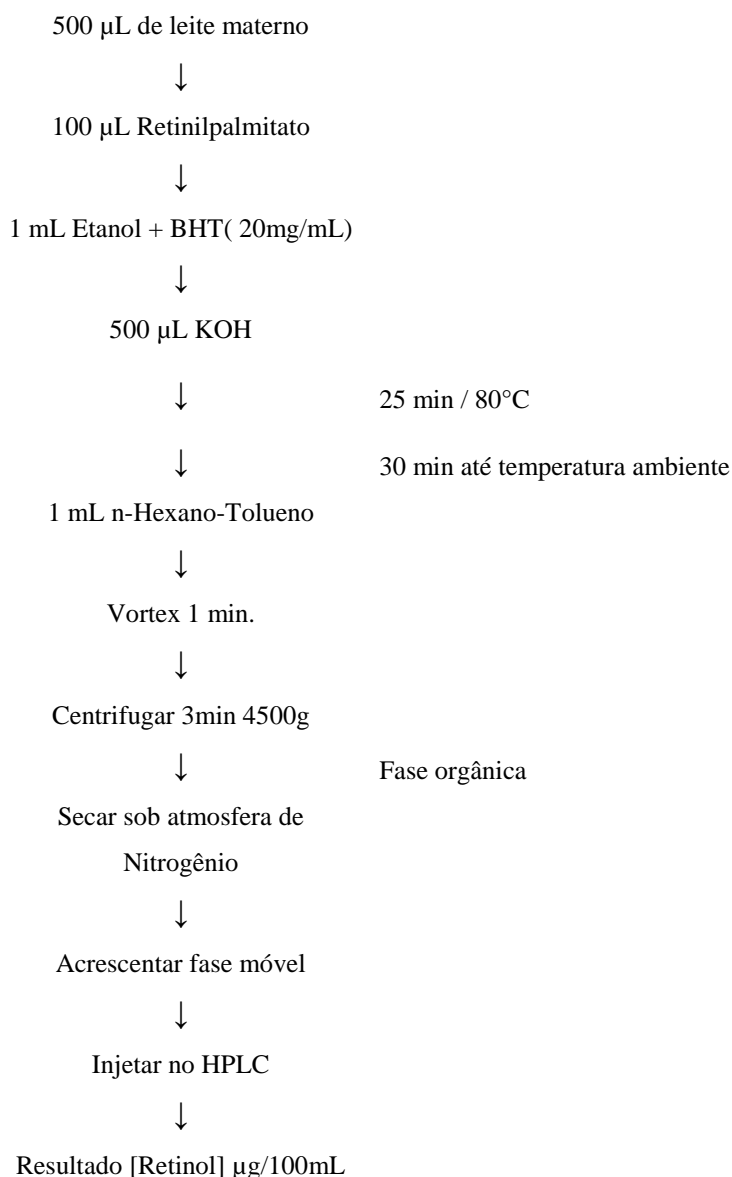 500 µL de leite materno
↓
100 µL Retinilpalmitato
↓
1 mL Etanol + BHT( 20mg/mL)
↓
500 µL KOH
↓ 25 min / 80°C
↓ 30 min até temperatura ambiente
1 mL n-Hexano-Tolueno
↓
Vortex 1 min.
↓
Centrifugar 3min 4500g
↓ Fase orgânica
Secar sob atmosfera de
Nitrogênio
↓
Acrescentar fase móvel
↓
Injetar no HPLC
↓
Resultado [Retinol] µg/100mL